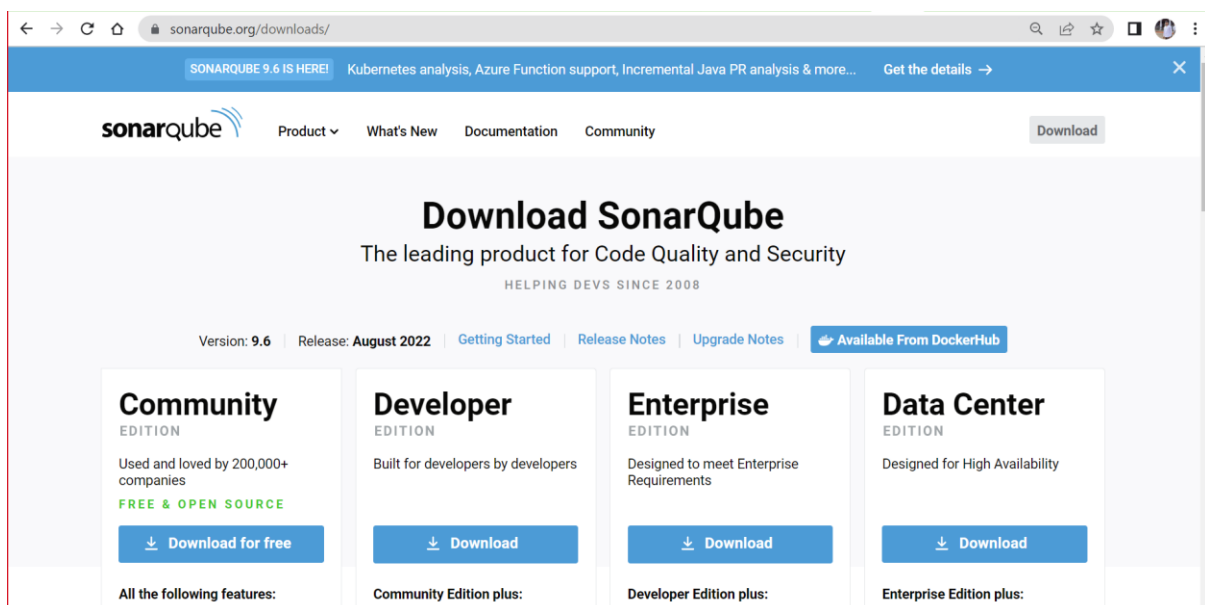 sonarqube.org/downloads/
SONARQUBE 9.6 IS HERE! Kubernetes analysis, Azure Function support, Incremental Java PR analysis & more... Get the details →
sonarqube Product What's New Documentation Community Download
Download SonarQube
The leading product for Code Quality and Security
HELPING DEVS SINCE 2008
Version: 9.6 | Release: August 2022 | Getting Started | Release Notes | Upgrade Notes | Available From DockerHub
Community
EDITION
Used and loved by 200,000+
companies
FREE & OPEN SOURCE
Download for free
All the following features:
Developer
EDITION
Built for developers by developers
Download
Community Edition plus:
Enterprise
EDITION
Designed to meet Enterprise
Requirements
Download
Developer Edition plus:
Data Center
EDITION
Designed for High Availability
Download
Enterprise Edition plus: